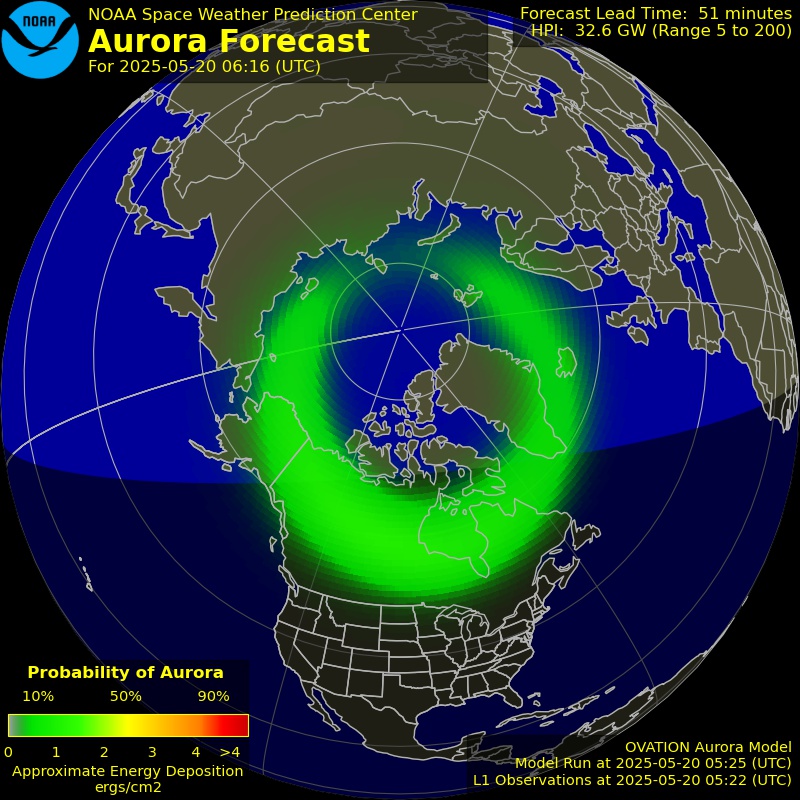 NOAA
NOAA Space Weather Prediction Center
Aurora Forecast
For 2025-05-20 06:16 (UTC)
Forecast Lead Time: 51 minutes
HPI: 32.6 GW (Range 5 to 200)
Probability of Aurora
10% 50% 90%
0 1 2 3 4 >4
Approximate Energy Deposition
ergs/cm2
OVATION Aurora Model
Model Run at 2025-05-20 05:25 (UTC)
L1 Observations at 2025-05-20 05:22 (UTC)